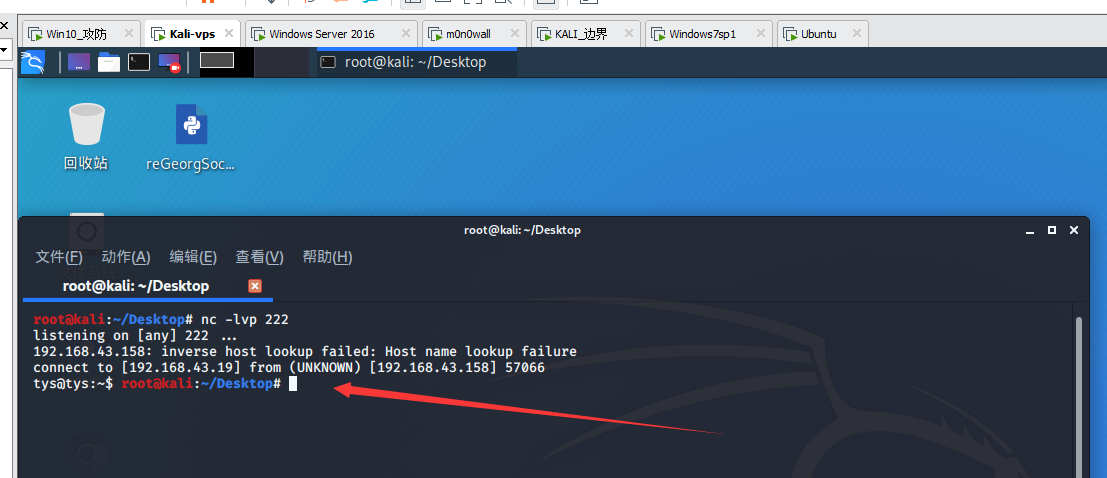 Win10_攻防 Kali-vps Windows Server 2016 m0n0wall KALI_边界 Windows7sp1 Ubuntu
root@kali: ~/Desktop
回收站 reGeorgSoc...
root@kali: ~/Desktop
文件(F) 动作(A) 编辑(E) 查看(V) 帮助(H)
root@kali: ~/Desktop
root@kali:~/Desktop# nc -lvp 222
listening on [any] 222 ...
192.168.43.158: inverse host lookup failed: Host name lookup failure
connect to [192.168.43.19] from (UNKNOWN) [192.168.43.158] 57066
tys@tys:~$ root@kali:~/Desktop#